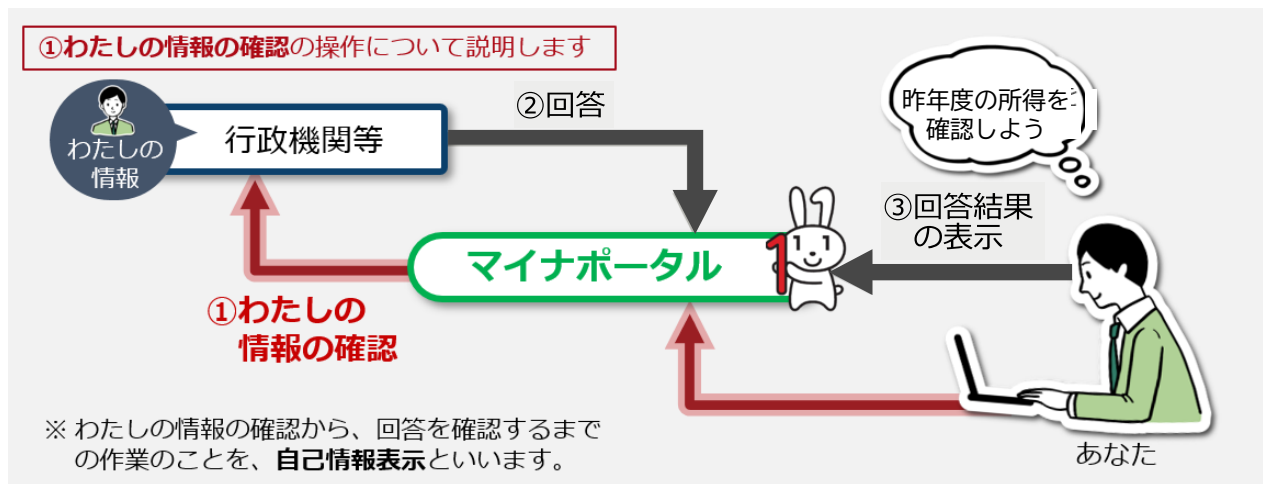 ①わたしの情報の確認の操作について説明します
わたしの
情報
行政機関等
②回答
昨年度の所得を
確認しよう
③回答結果
の表示
マイナポータル
①わたしの
情報の確認
※ わたしの情報の確認から、回答を確認するまで
の作業のことを、自己情報表示といいます。
あなた